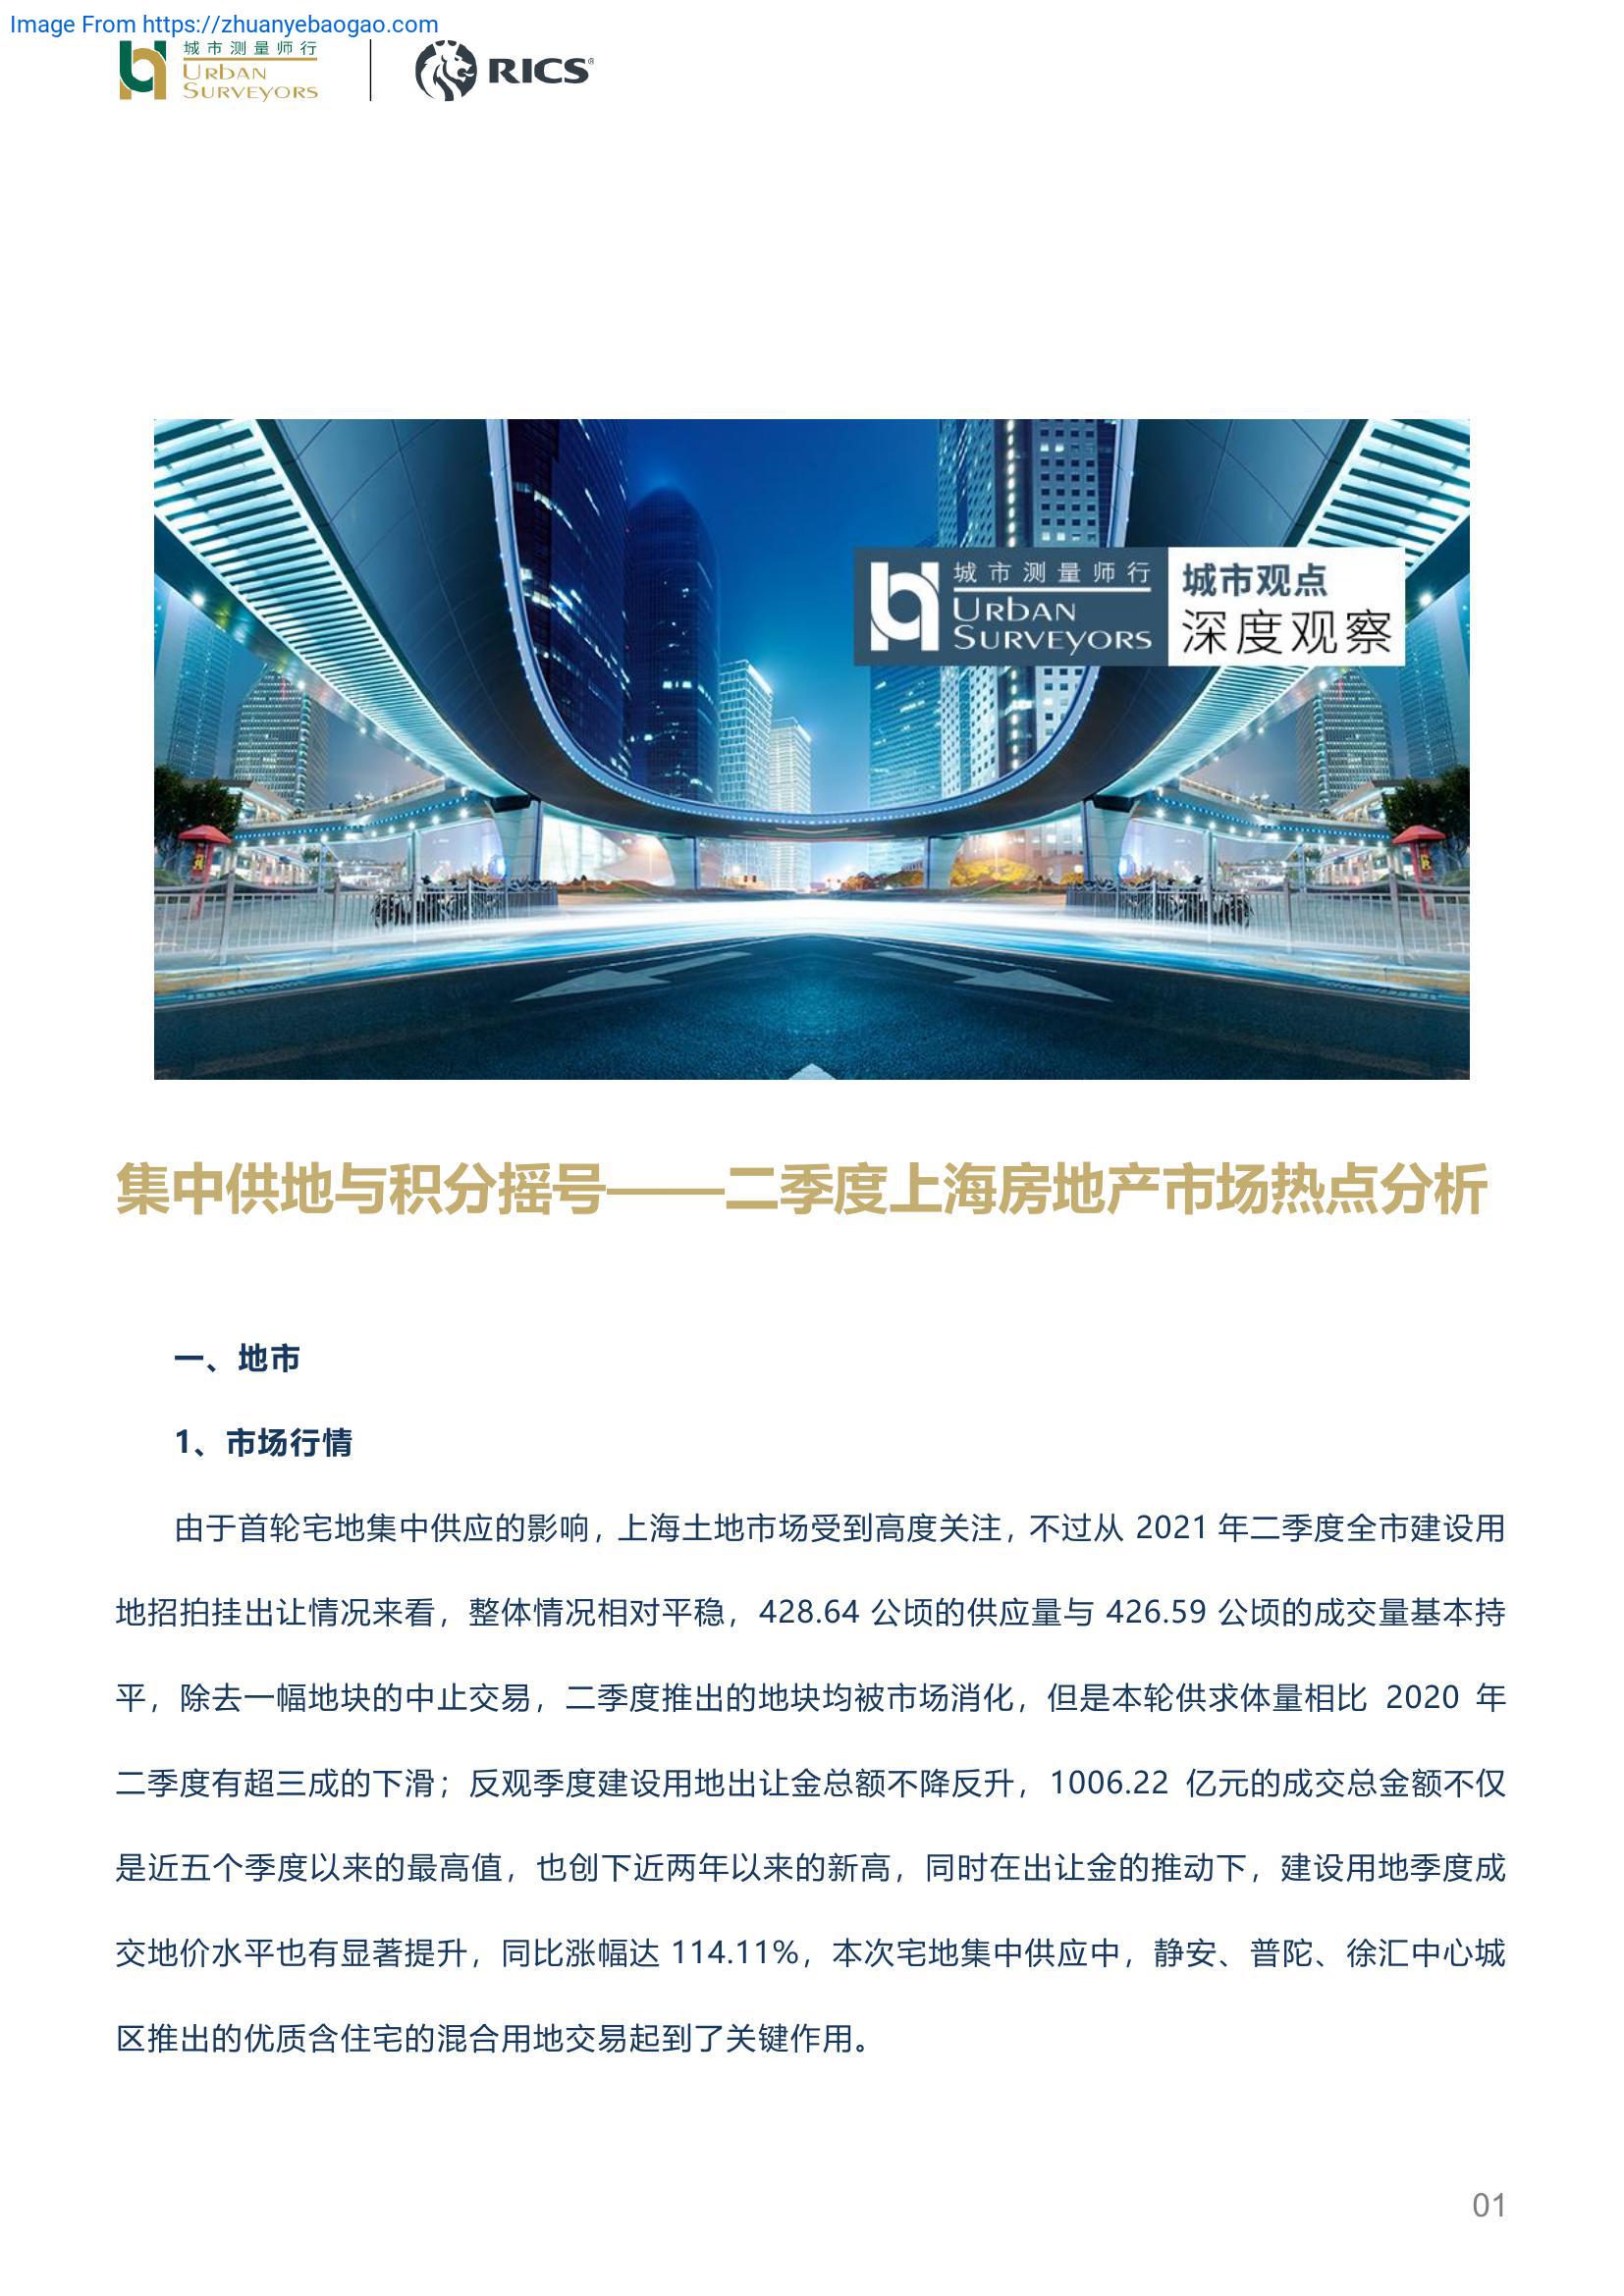 Image From https://zhuanyebaogao.com
城市测量师行
URBAN
SURVEYORS
RICS®
城市测量师行
URBAN
SURVEYORS
城市观点
深度观察
集中供地与积分摇号——二季度上海房地产市场热点分析
一、地市
1、市场行情
由于首轮宅地集中供应的影响，上海土地市场受到高度关注，不过从 2021 年二季度全市建设用
地招拍挂出让情况来看，整体情况相对平稳，428.64 公顷的供应量与 426.59 公顷的成交量基本持
平，除去一幅地块的中止交易，二季度推出的地块均被市场消化，但是本轮供求体量相比 2020 年
二季度有超三成的下滑；反观季度建设用地出让金总额不降反升，1006.22 亿元的成交总金额不仅
是近五个季度以来的最高值，也创下近两年以来的新高，同时在出让金的推动下，建设用地季度成
交地价水平也有显著提升，同比涨幅达 114.11%，本次宅地集中供应中，静安、普陀、徐汇中心城
区推出的优质含住宅的混合用地交易起到了关键作用。
01